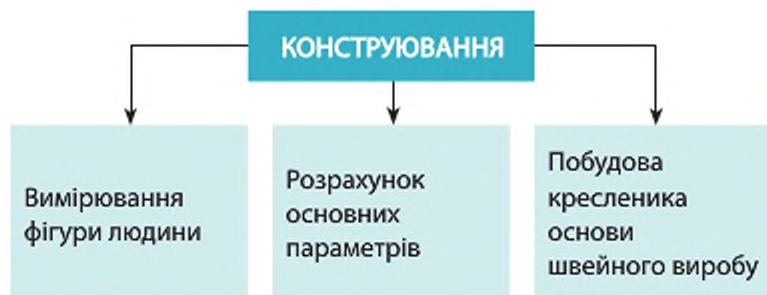 КОНСТРУЮВАННЯ
Вимірювання
фігури людини
Розрахунок
основних
параметрів
Побудова
кресленика
основи
швейного виробу